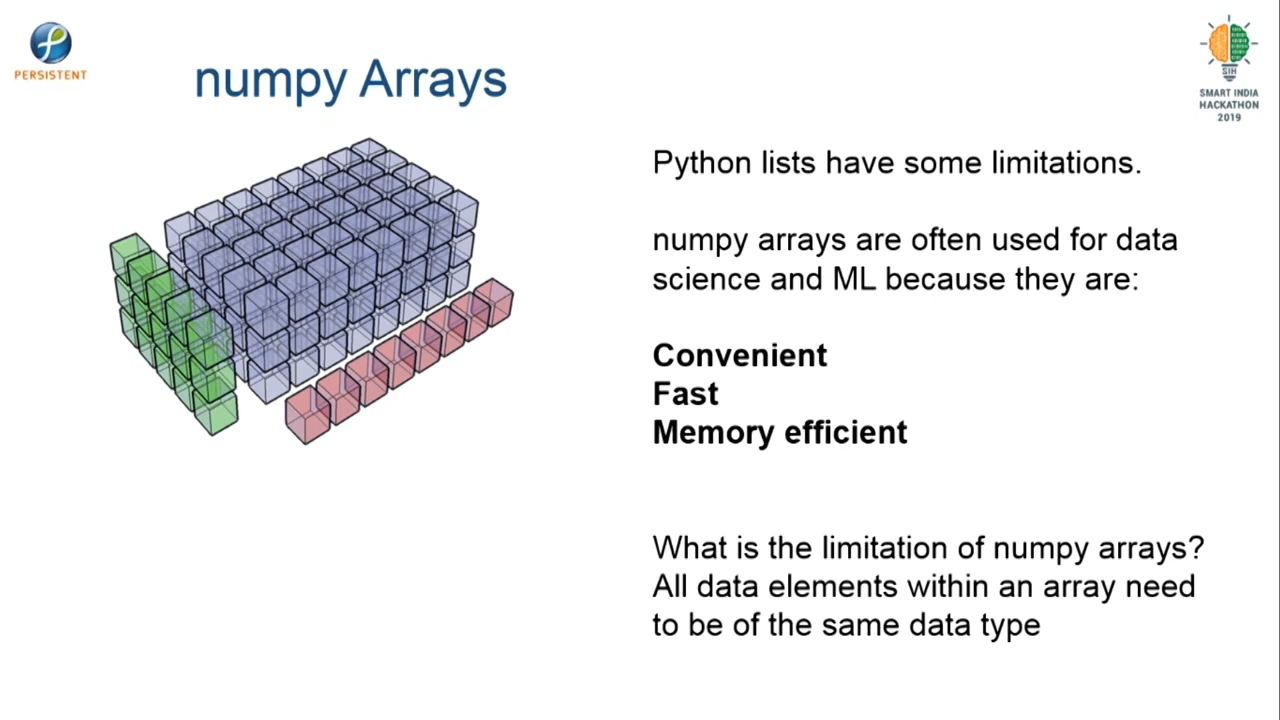 PERSISTENT
numpy Arrays
SIH
SMART INDIA
HACKATHON
2019
Python lists have some limitations.
numpy arrays are often used for data
science and ML because they are:
Convenient
Fast
Memory efficient
What is the limitation of numpy arrays?
All data elements within an array need
to be of the same data type